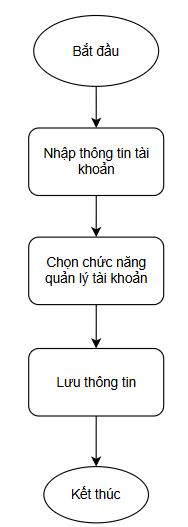 Bắt đầu
Nhập thông tin tài
khoản
Chọn chức năng
quản lý tài khoản
Lưu thông tin
Kết thúc